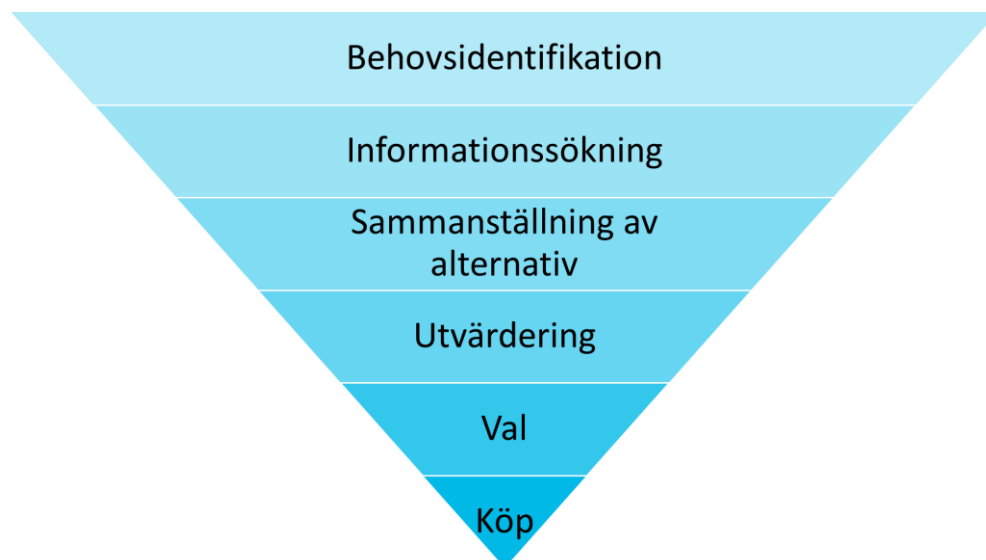 Behovsidentifikation
Informationssökning
Sammanställning av
alternativ
Utvärdering
Val
Köp